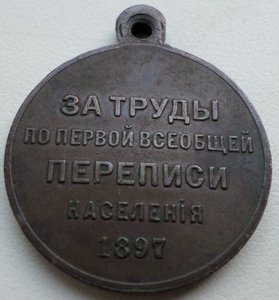 ЗА ТРУДЫ
ПО ПЕРВОЙ ВСЕОБЩЕЙ
ПЕРЕПИСИ
НАСЕЛЕНІЯ
1897